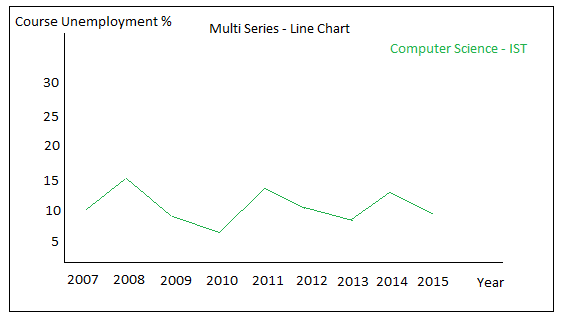 Course Unemployment %
Multi Series - Line Chart
Computer Science - IST
30
25
20
15
10
5
2007 2008 2009 2010 2011 2012 2013 2014 2015 Year